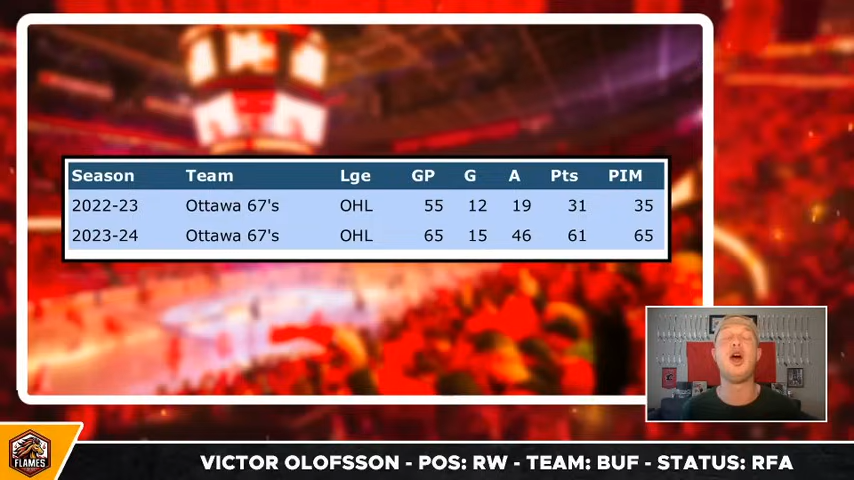 Season Team Lge GP G A Pts PIM
2022-23 Ottawa 67's OHL 55 12 19 31 35
2023-24 Ottawa 67's OHL 65 15 46 61 65
FLAMES
VICTOR OLOFSSON - POS: RW - TEAM: BUF - STATUS: RFA